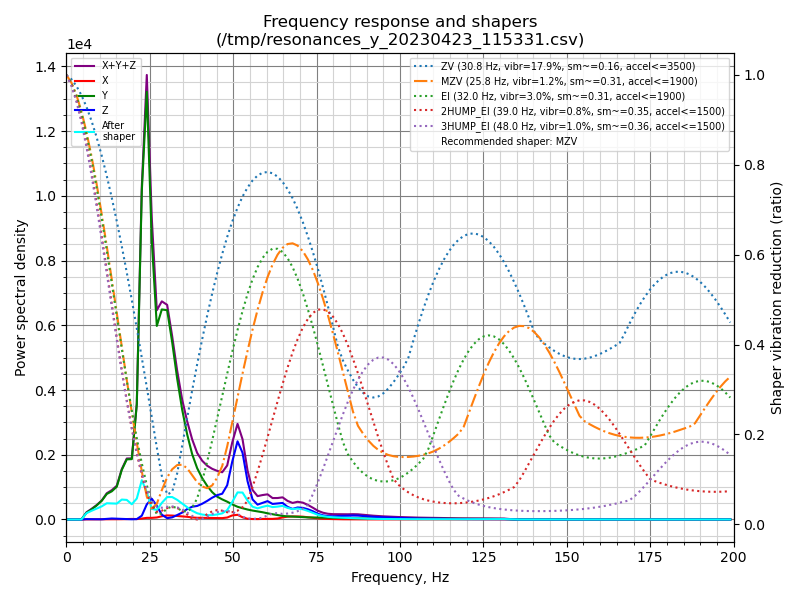 Frequency response and shapers
(/tmp/resonances_y_20230423_115331.csv)
1e4
X+Y+Z
X
Y
Z
After
shaper
ZV (30.8 Hz, vibr=17.9%, sm~=0.16, accel<=3500)
MZV (25.8 Hz, vibr=1.2%, sm~=0.31, accel<=1900)
EI (32.0 Hz, vibr=3.0%, sm~=0.31, accel<=1900)
2HUMP_EI (39.0 Hz, vibr=0.8%, sm~=0.35, accel<=1500)
3HUMP_EI (48.0 Hz, vibr=1.0%, sm~=0.36, accel<=1500)
Recommended shaper: MZV
Power spectral density
1.4
1.2
1.0
0.8
0.6
0.4
0.2
0.0
1.0
0.8
0.6
0.4
0.2
0.0
Shaper vibration reduction (ratio)
0 25 50 75 100 125 150 175 200
Frequency, Hz